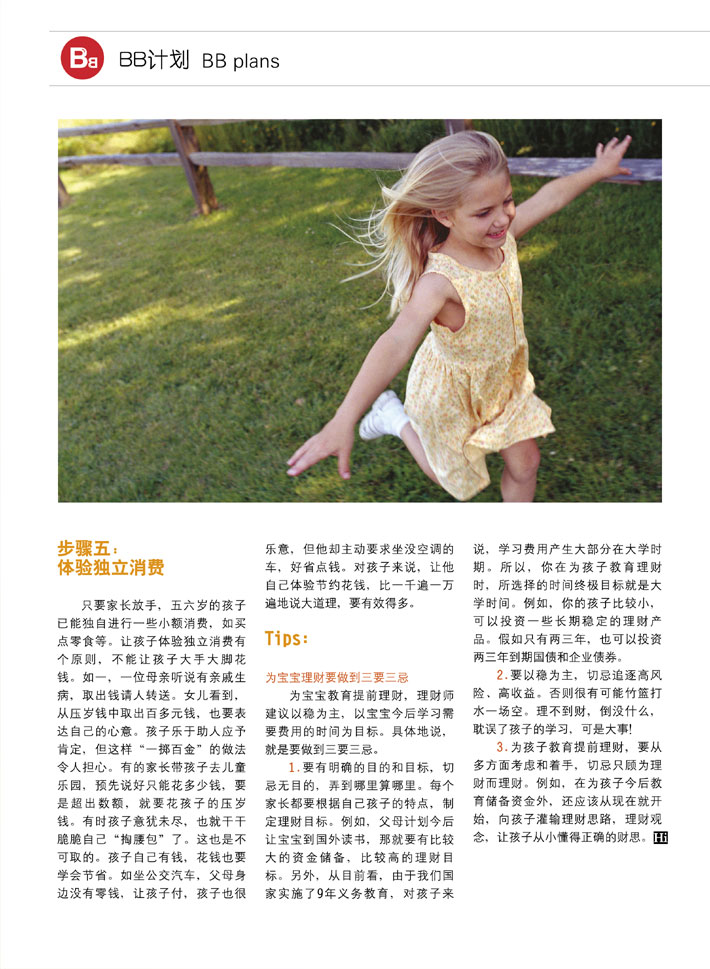 BB
BB计划 BB plans
步骤五：
体验独立消费
只要家长放手，五六岁的孩子
已能独自进行一些小额消费，如买
点零食等。让孩子体验独立消费有
个原则，不能让孩子大手大脚花
钱。如一，一位母亲听说有亲戚生
病，取出钱请人转送。女儿看到，
从压岁钱中取出百多元钱，也要表
达自己的心意。孩子乐于助人应予
肯定，但这样“一掷百金”的做法
令人担心。有的家长带孩子去儿童
乐园，预先说好只能花多少钱，要
是超出数额，就要花孩子的压岁
钱。有时孩子意犹未尽，也就干干
脆脆自己“掏腰包”了。这也是不
可取的。孩子自己有钱，花钱也要
学会节省。如坐公交汽车，父母身
边没有零钱，让孩子付，孩子也很
乐意，但他却主动要求坐没空调的
车，好省点钱。对孩子来说，让他
自己体验节约花钱，比一千遍一万
遍地说大道理，要有效得多。
Tips:
为宝宝理财要做到三要三忌
为宝宝教育提前理财，理财师
建议以稳为主，以宝宝今后学习需
要费用的时间为目标。具体地说，
就是要做到三要三忌。
1.要有明确的目的和目标，切
忌无目的，弄到哪里算哪里。每个
家长都要根据自己孩子的特点，制
定理财目标。例如，父母计划今后
让宝宝到国外读书，那就要有比较
大的资金储备，比较高的理财目
标。另外，从目前看，由于我们国
家实施了9年义务教育，对孩子来
说，学习费用产生大部分在大学时
期。所以，你在为孩子教育理财
时，所选择的时间终极目标就是大
学时间。例如，你的孩子比较小，
可以投资一些长期稳定的理财产
品。假如只有两三年，也可以投资
两三年到期国债和企业债券。
2.要以稳为主，切忌追逐高风
险、高收益。否则很有可能竹篮打
水一场空。理不到财，倒没什么，
耽误了孩子的学习，可是大事!
3.为孩子教育提前理财，要从
多方面考虑和着手，切忌只顾为理
财而理财。例如，在为孩子今后教
育储备资金外，还应该从现在就开
始，向孩子灌输理财思路，理财观
念，让孩子从小懂得正确的财思。Hi